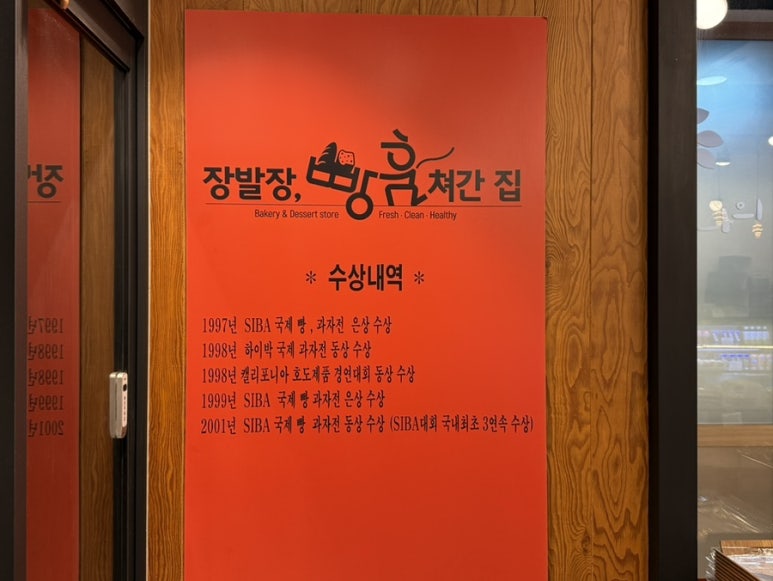 장발장, 빵 훔쳐간 집
Bakery & Dessert store Fresh · Clean · Healthy
* 수상내역 *
1997년 SIBA 국제 빵 , 과자전 은상 수상
1998년 하이박 국제 과자전 동상 수상
1998년 캘리포니아 호도제품 경연대회 동상 수상
1999년 SIBA 국제 빵 과자전 은상 수상
2001년 SIBA 국제 빵 과자전 동상 수상 (SIBA대회 국내최초 3연속 수상)